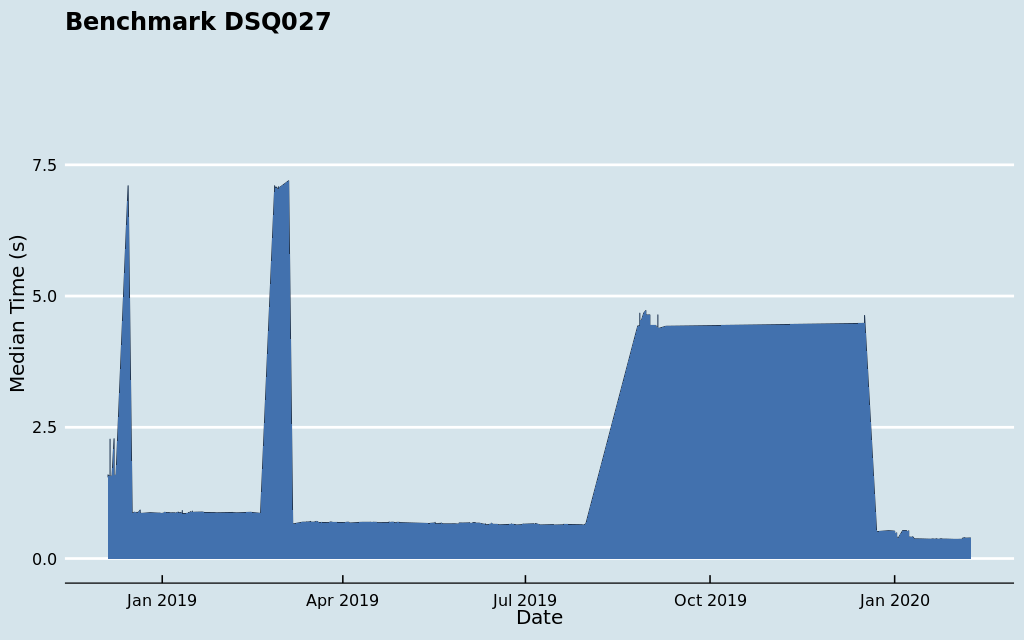 Benchmark DSQ027
7.5
5.0
2.5
0.0
Median Time (s)
Jan 2019
Apr 2019
Jul 2019
Oct 2019
Jan 2020
Date